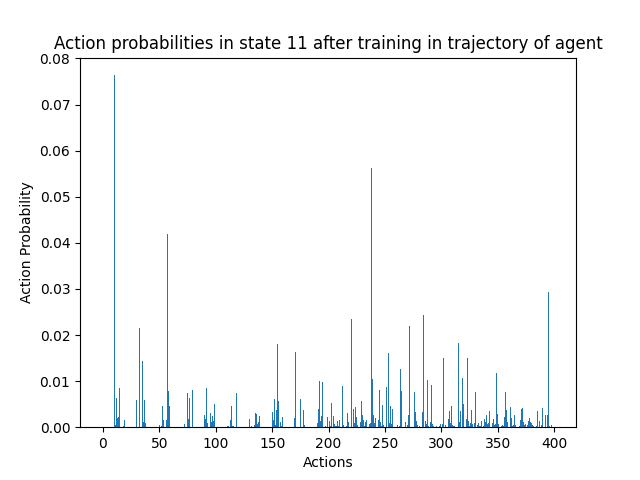 Action probabilities in state 11 after training in trajectory of agent
0.08
0.07
0.06
0.05
0.04
0.03
0.02
0.01
0.00
Action Probability
0 50 100 150 200 250 300 350 400
Actions